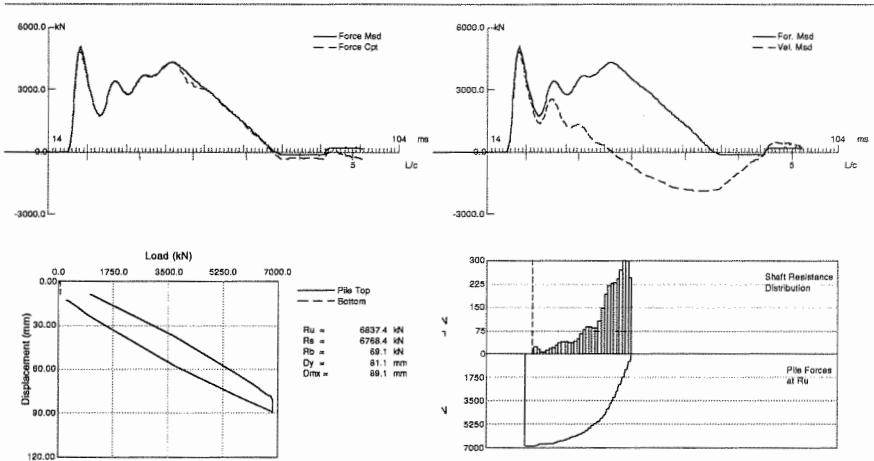 6000.0 kN
Force Msd
Force Cpt
3000.0
14
104 ms
0.0
5 L/c
-3000.0
6000.0 kN
For. Msd
Vel. Msd
3000.0
14
104 ms
0.0
5 L/c
-3000.0
Load (kN)
0.0 1750.0 3500.0 5250.0 7000.0
0.00
30.00
60.00
90.00
120.00
Displacement (mm)
Pile Top
Bottom
Ru = 6837.4 kN
Rs = 6768.4 kN
Rb = 69.1 kN
Dy = 81.1 mm
Dmx = 89.1 mm
300
225
150
75
0
Shaft Resistance
Distribution
1750
3500
5250
7000
Pile Forces
at Ru